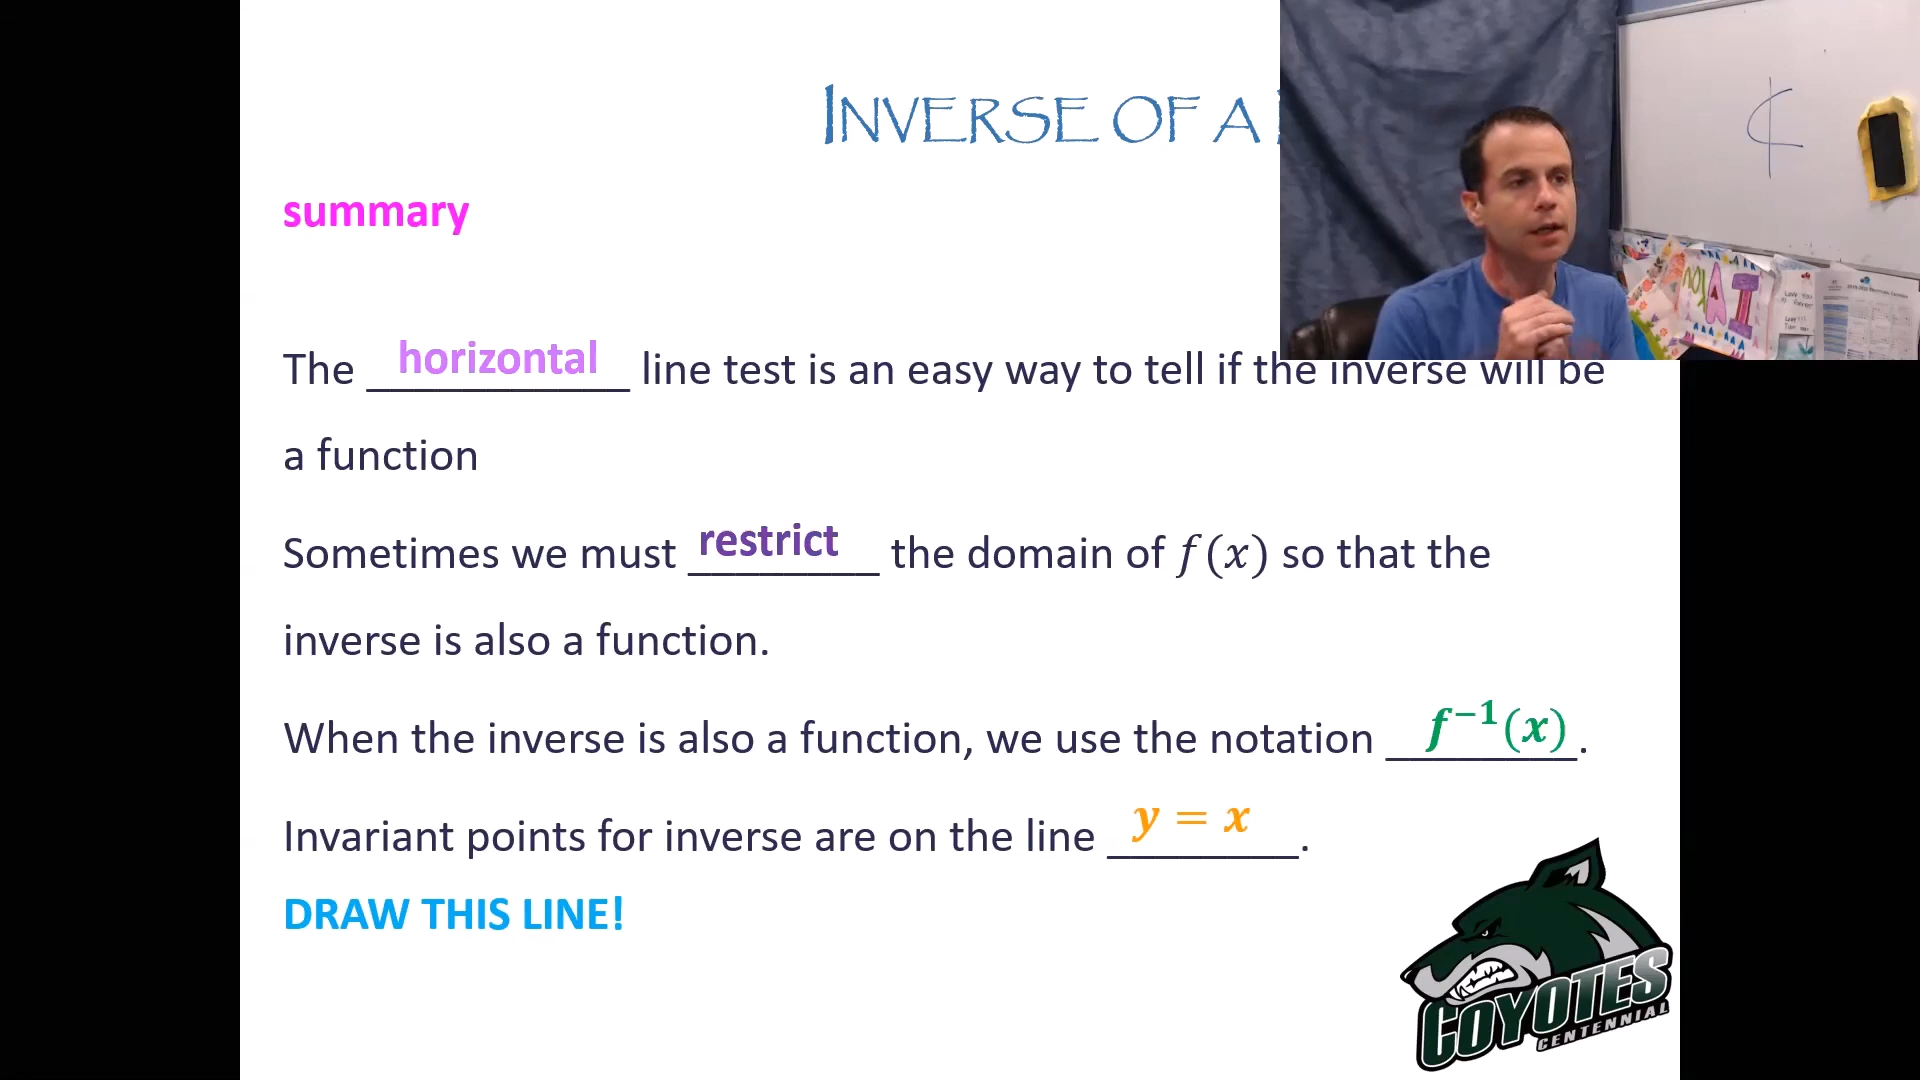 INVERSE OF A
summary
The horizontal line test is an easy way to tell if the inverse will be
a function
Sometimes we must restrict the domain of f(x) so that the
inverse is also a function.
When the inverse is also a function, we use the notation f⁻¹(x).
Invariant points for inverse are on the line y = x.
DRAW THIS LINE!
COYOTES
CENTENNIAL